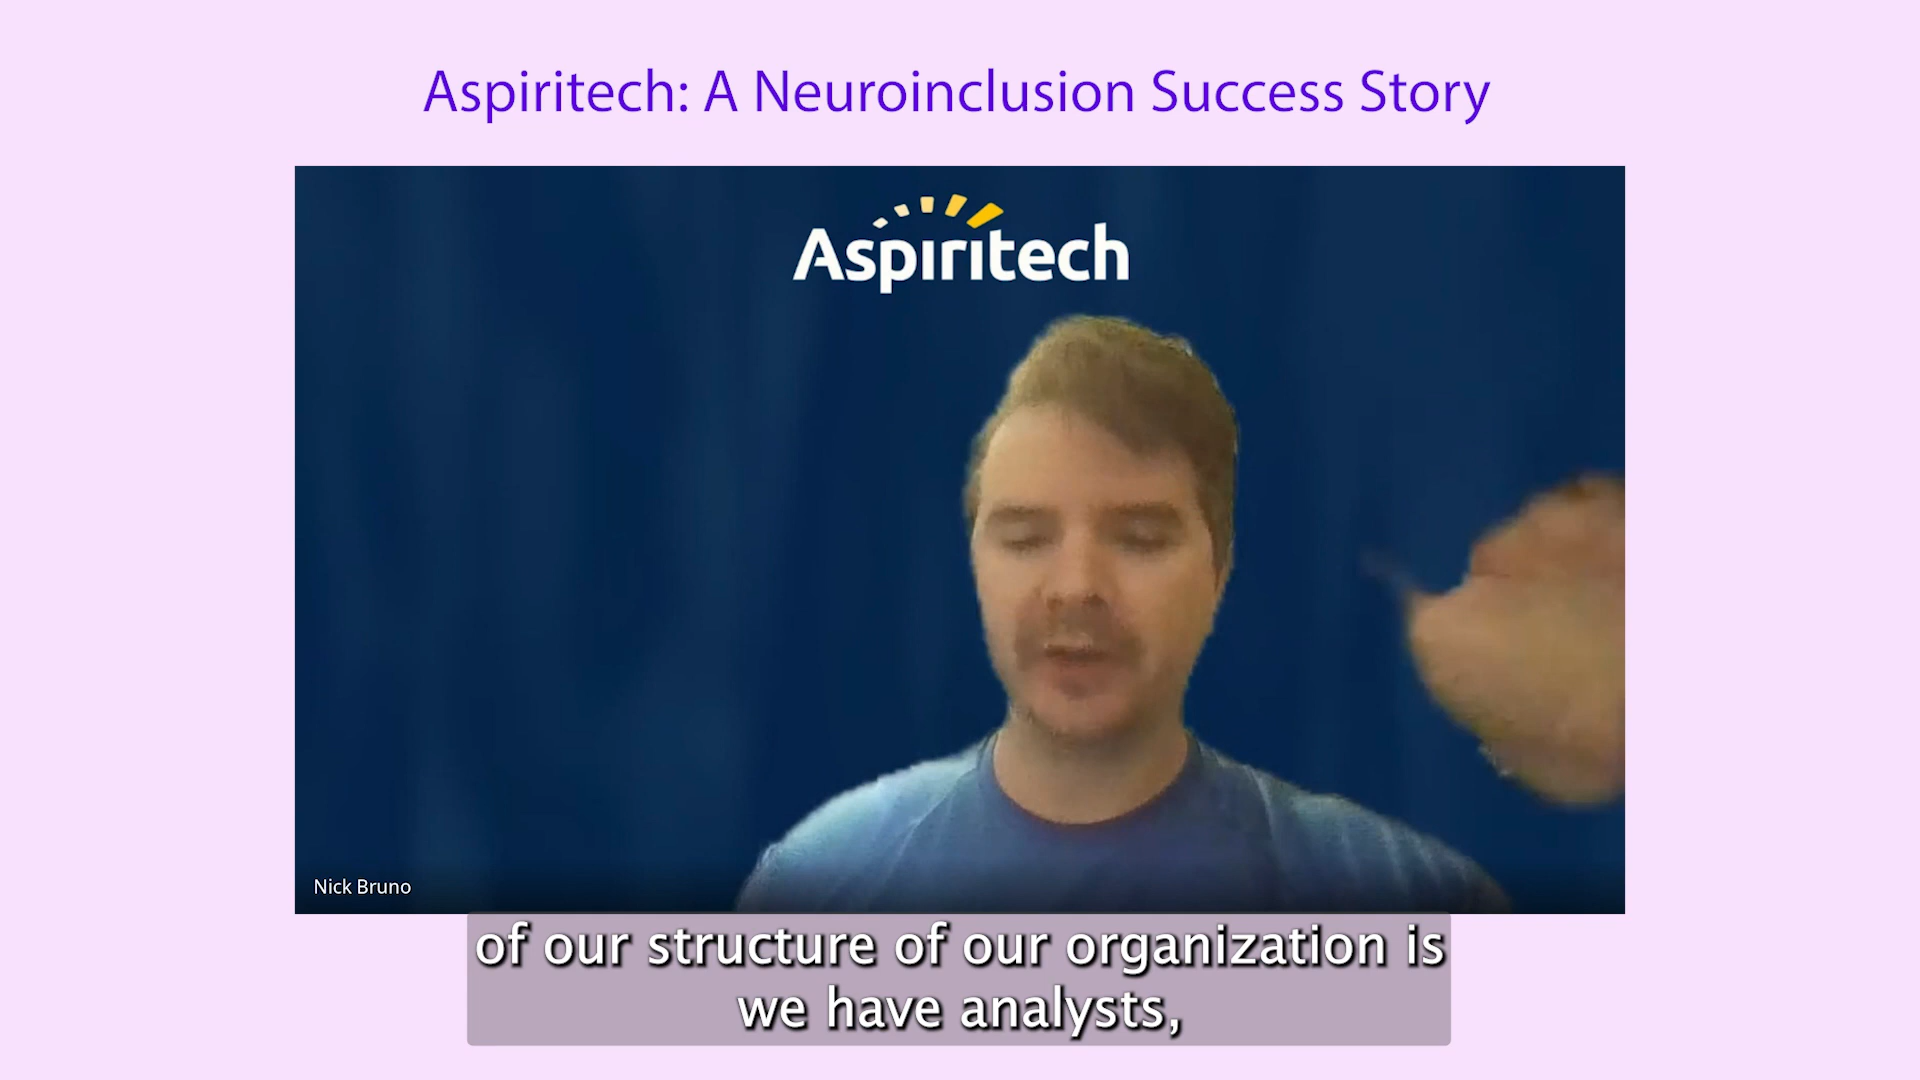 Aspiritech: A Neuroinclusion Success Story
Aspiritech
Nick Bruno
of our structure of our organization is
we have analysts,